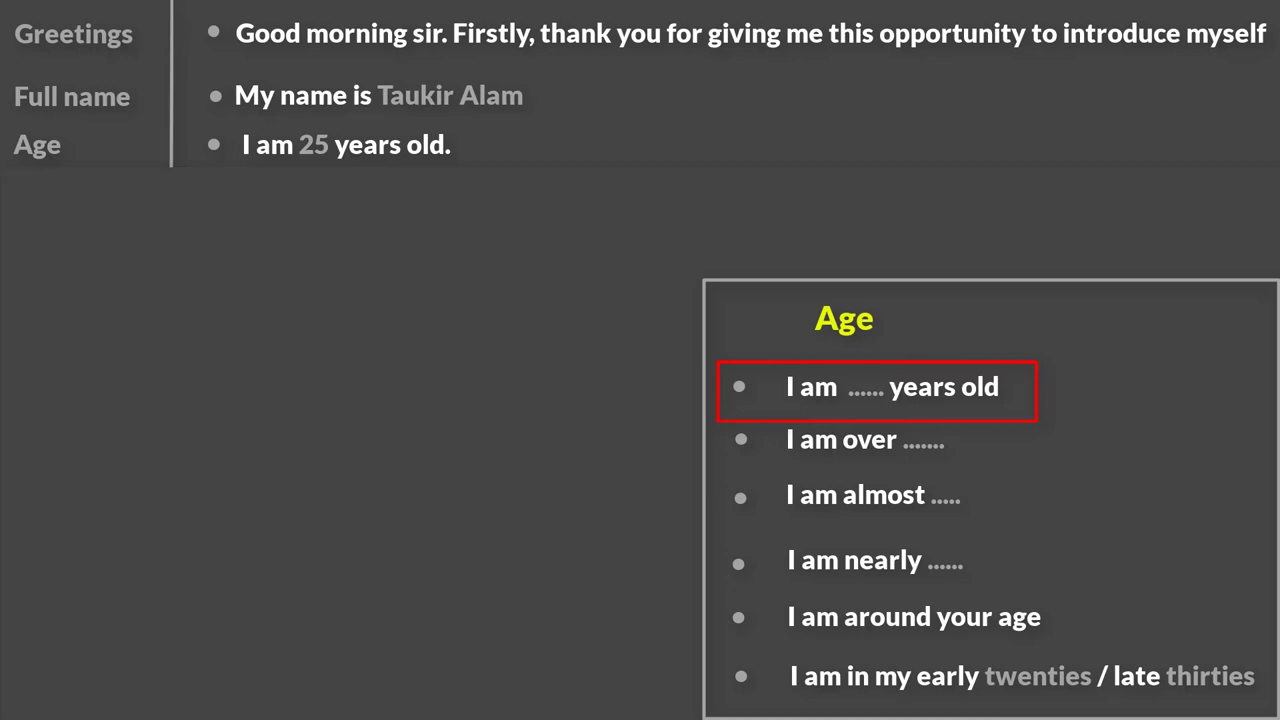 Greetings
Good morning sir. Firstly, thank you for giving me this opportunity to introduce myself
Full name
My name is Taukir Alam
Age
I am 25 years old.
Age
I am ...... years old
I am over .......
I am almost .....
I am nearly ......
I am around your age
I am in my early twenties / late thirties